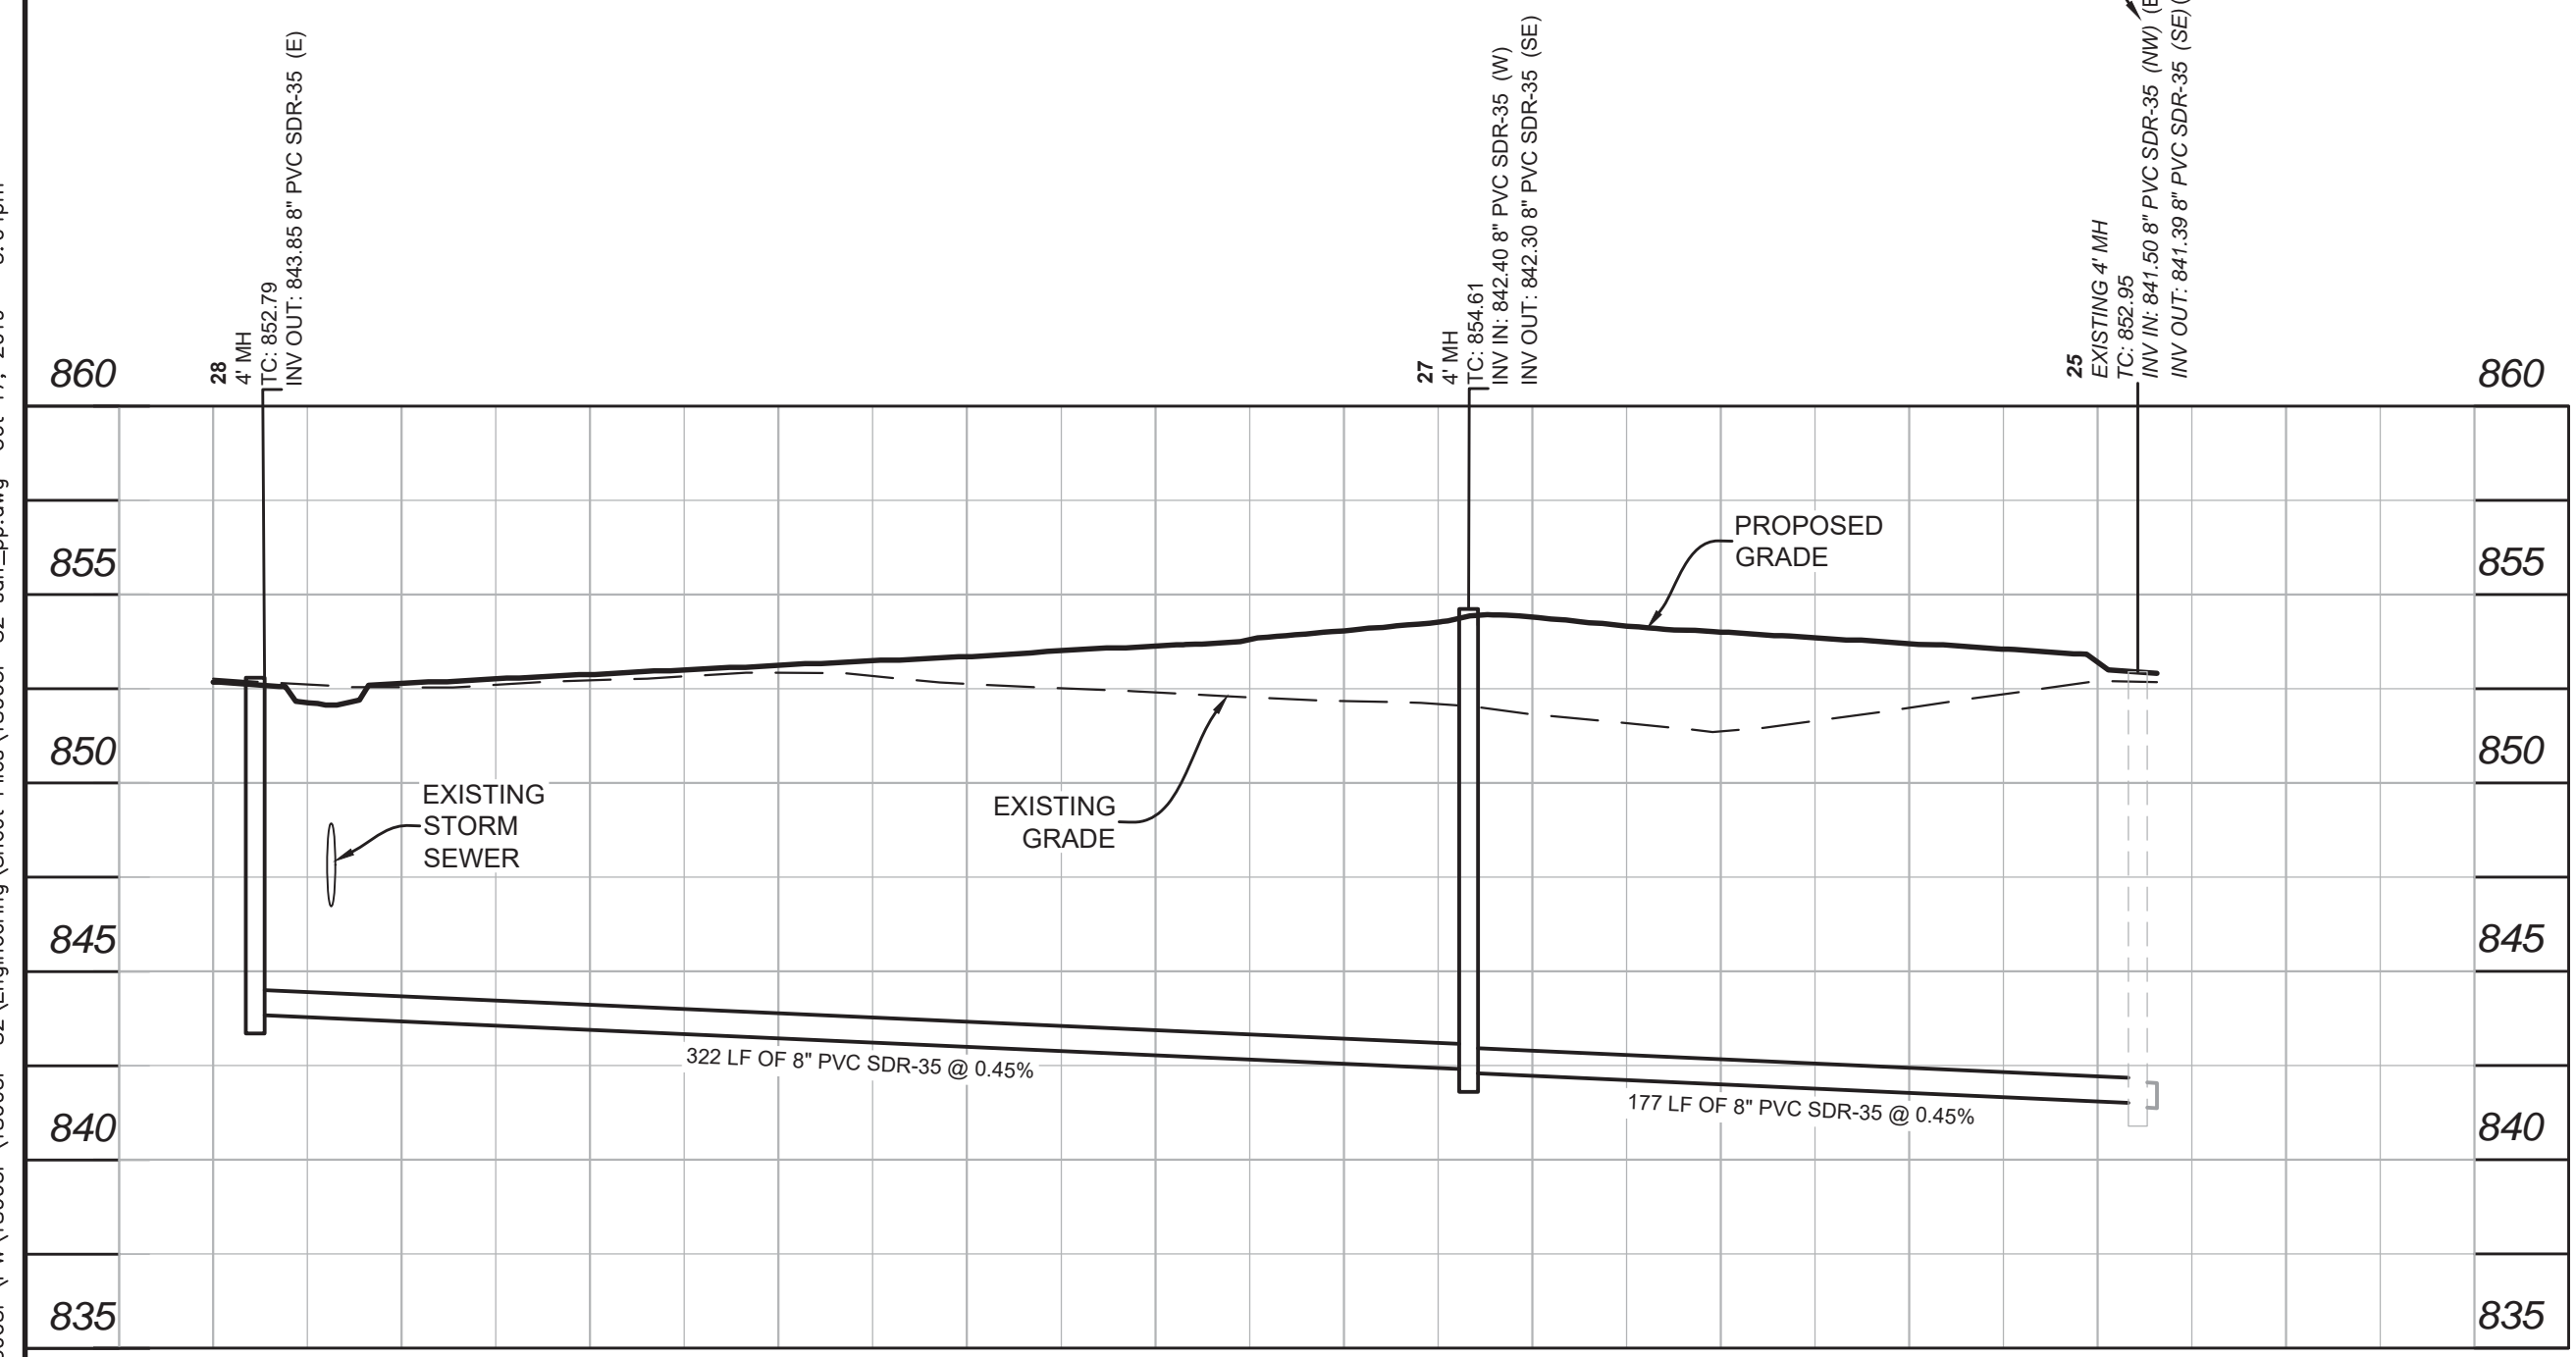 28
4' MH
TC: 852.79
INV OUT: 843.85 8" PVC SDR-35 (E)
27
4' MH
TC: 854.61
INV IN: 842.40 8" PVC SDR-35 (W)
INV OUT: 842.30 8" PVC SDR-35 (SE)
25
EXISTING 4' MH
TC: 852.95
INV IN: 841.50 8" PVC SDR-35 (NW)
INV OUT: 841.39 8" PVC SDR-35 (SE)
860
860
PROPOSED
GRADE
855
855
850
850
EXISTING
STORM
SEWER
EXISTING
GRADE
845
845
322 LF OF 8" PVC SDR-35 @ 0.45%
177 LF OF 8" PVC SDR-35 @ 0.45%
840
840
835
835